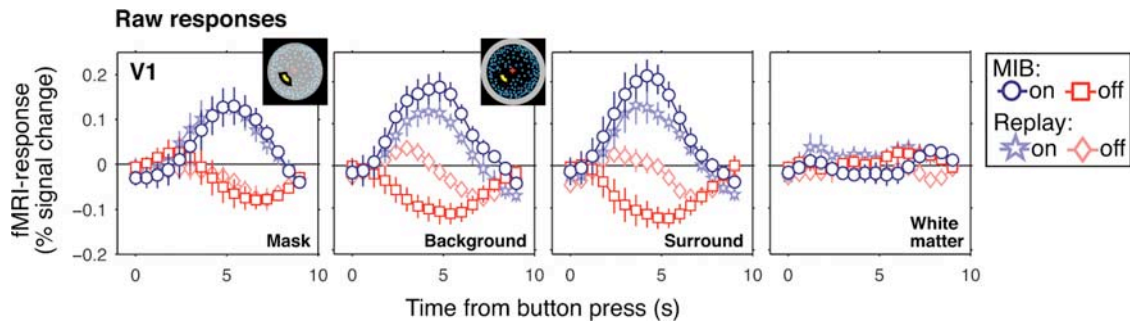 Raw responses
V1
Mask
Background
Surround
White
matter
MIB:
on off
Replay:
on off
fMRI-response
(% signal change)
0.2
0.1
0
−0.1
−0.2
0 5 10
0 5 10
0 5 10
0 5 10
Time from button press (s)